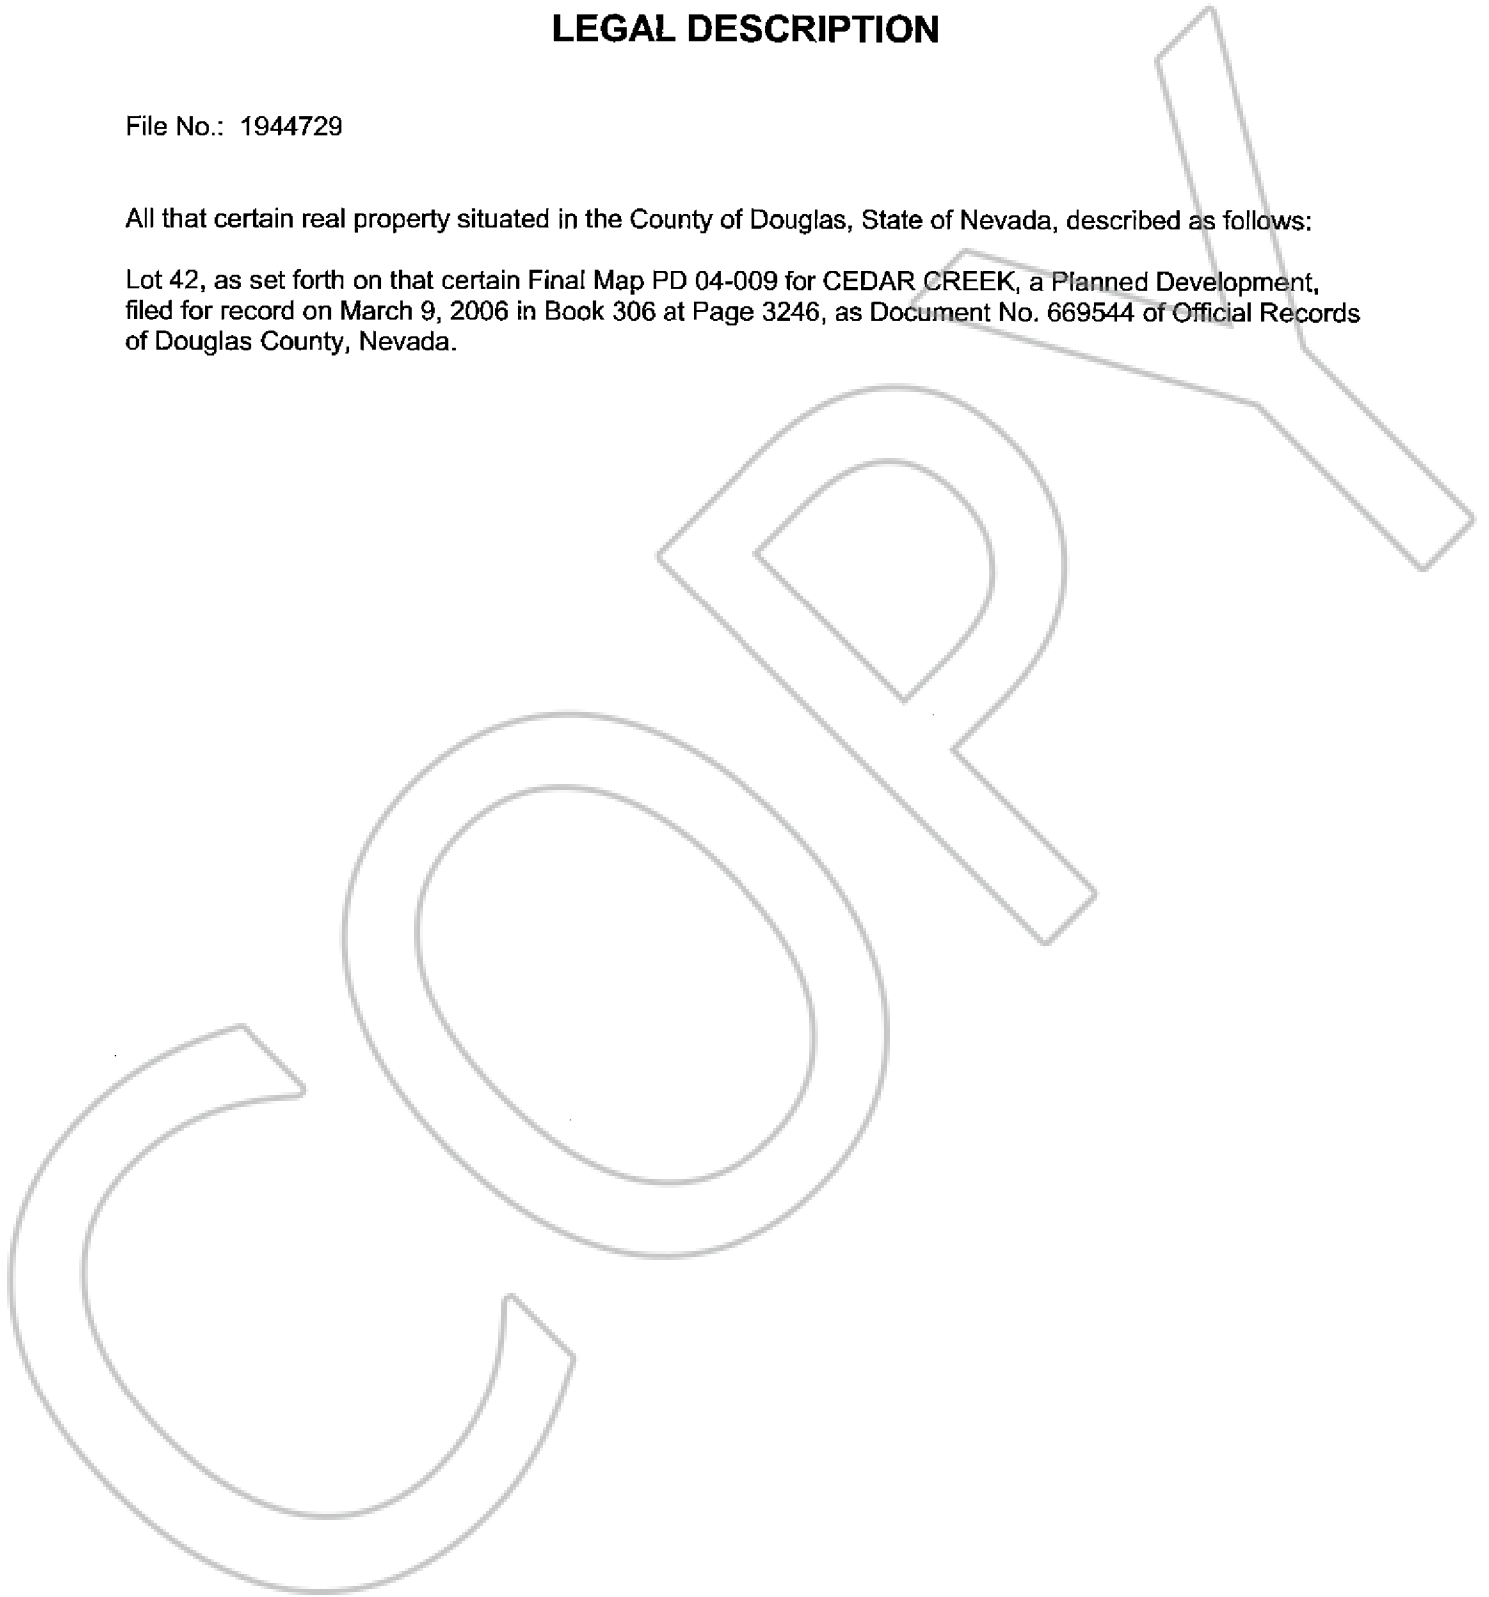 LEGAL DESCRIPTION
File No.: 1944729
All that certain real property situated in the County of Douglas, State of Nevada, described as follows:
Lot 42, as set forth on that certain Final Map PD 04-009 for CEDAR CREEK, a Planned Development,
filed for record on March 9, 2006 in Book 306 at Page 3246, as Document No. 669544 of Official Records
of Douglas County, Nevada.
COPY